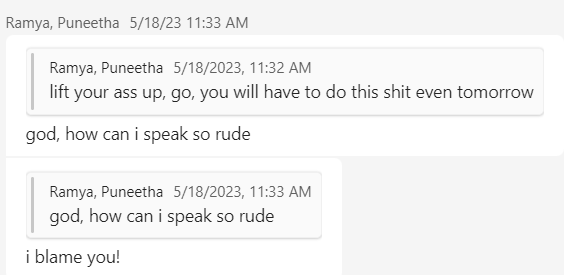 Ramya, Puneetha 5/18/23 11:33 AM
Ramya, Puneetha 5/18/2023, 11:32 AM
lift your ass up, go, you will have to do this shit even tomorrow
god, how can i speak so rude
Ramya, Puneetha 5/18/2023, 11:33 AM
god, how can i speak so rude
i blame you!